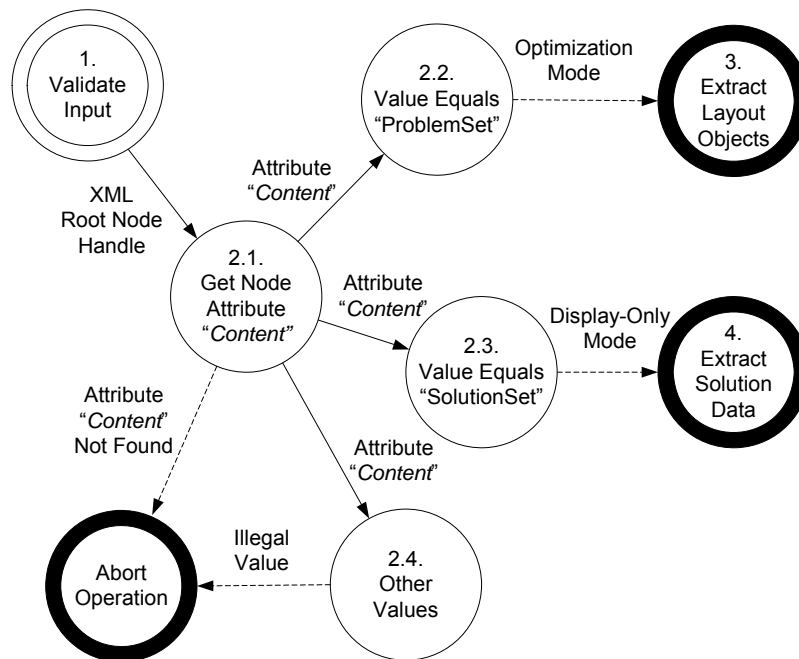 1.
Validate
Input
2.2.
Value Equals
“ProblemSet”
Optimization
Mode
3.
Extract
Layout
Objects
XML
Root Node
Handle
Attribute
“Content”
2.1.
Get Node
Attribute
“Content”
Attribute
“Content”
2.3.
Value Equals
“SolutionSet”
Display-Only
Mode
4.
Extract
Solution
Data
Attribute
“Content”
Not Found
Attribute
“Content”
Abort
Operation
Illegal
Value
2.4.
Other
Values